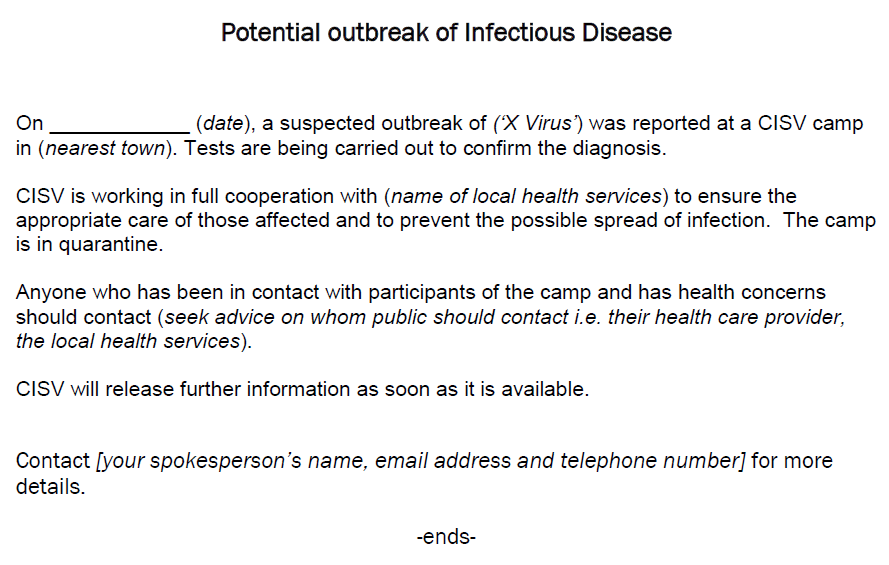 Potential outbreak of Infectious Disease
On _____________ (date), a suspected outbreak of (‘X Virus’) was reported at a CISV camp
in (nearest town). Tests are being carried out to confirm the diagnosis.
CISV is working in full cooperation with (name of local health services) to ensure the
appropriate care of those affected and to prevent the possible spread of infection.  The camp
is in quarantine.
Anyone who has been in contact with participants of the camp and has health concerns
should contact (seek advice on whom public should contact i.e. their health care provider,
the local health services).
CISV will release further information as soon as it is available.
Contact [your spokesperson’s name, email address and telephone number] for more
details.
-ends-